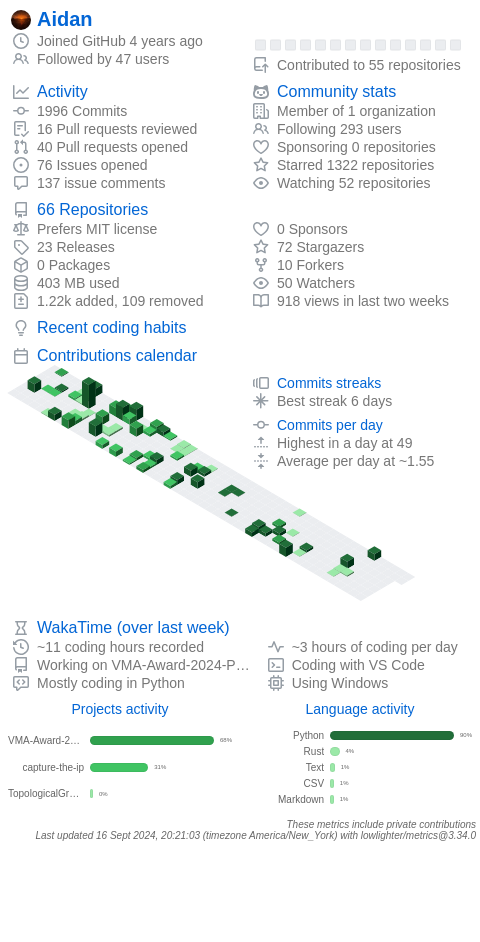 Aidan
Joined GitHub 4 years ago
Followed by 47 users
Contributed to 55 repositories
Activity
1996 Commits
16 Pull requests reviewed
40 Pull requests opened
76 Issues opened
137 issue comments
Community stats
Member of 1 organization
Following 293 users
Sponsoring 0 repositories
Starred 1322 repositories
Watching 52 repositories
66 Repositories
Prefers MIT license
23 Releases
0 Packages
403 MB used
1.22k added, 109 removed
0 Sponsors
72 Stargazers
10 Forkers
50 Watchers
918 views in last two weeks
Recent coding habits
Contributions calendar
Commits streaks
Best streak 6 days
Commits per day
Highest in a day at 49
Average per day at ~1.55
WakaTime (over last week)
~11 coding hours recorded
Working on VMA-Award-2024-P…
Mostly coding in Python
~3 hours of coding per day
Coding with VS Code
Using Windows
Projects activity
VMA-Award-2… 68%
capture-the-ip 31%
TopologicalGr… 0%
Language activity
Python 90%
Rust 4%
Text 1%
CSV 1%
Markdown 1%
These metrics include private contributions
Last updated 16 Sept 2024, 20:21:03 (timezone America/New_York) with lowlighter/metrics@3.34.0